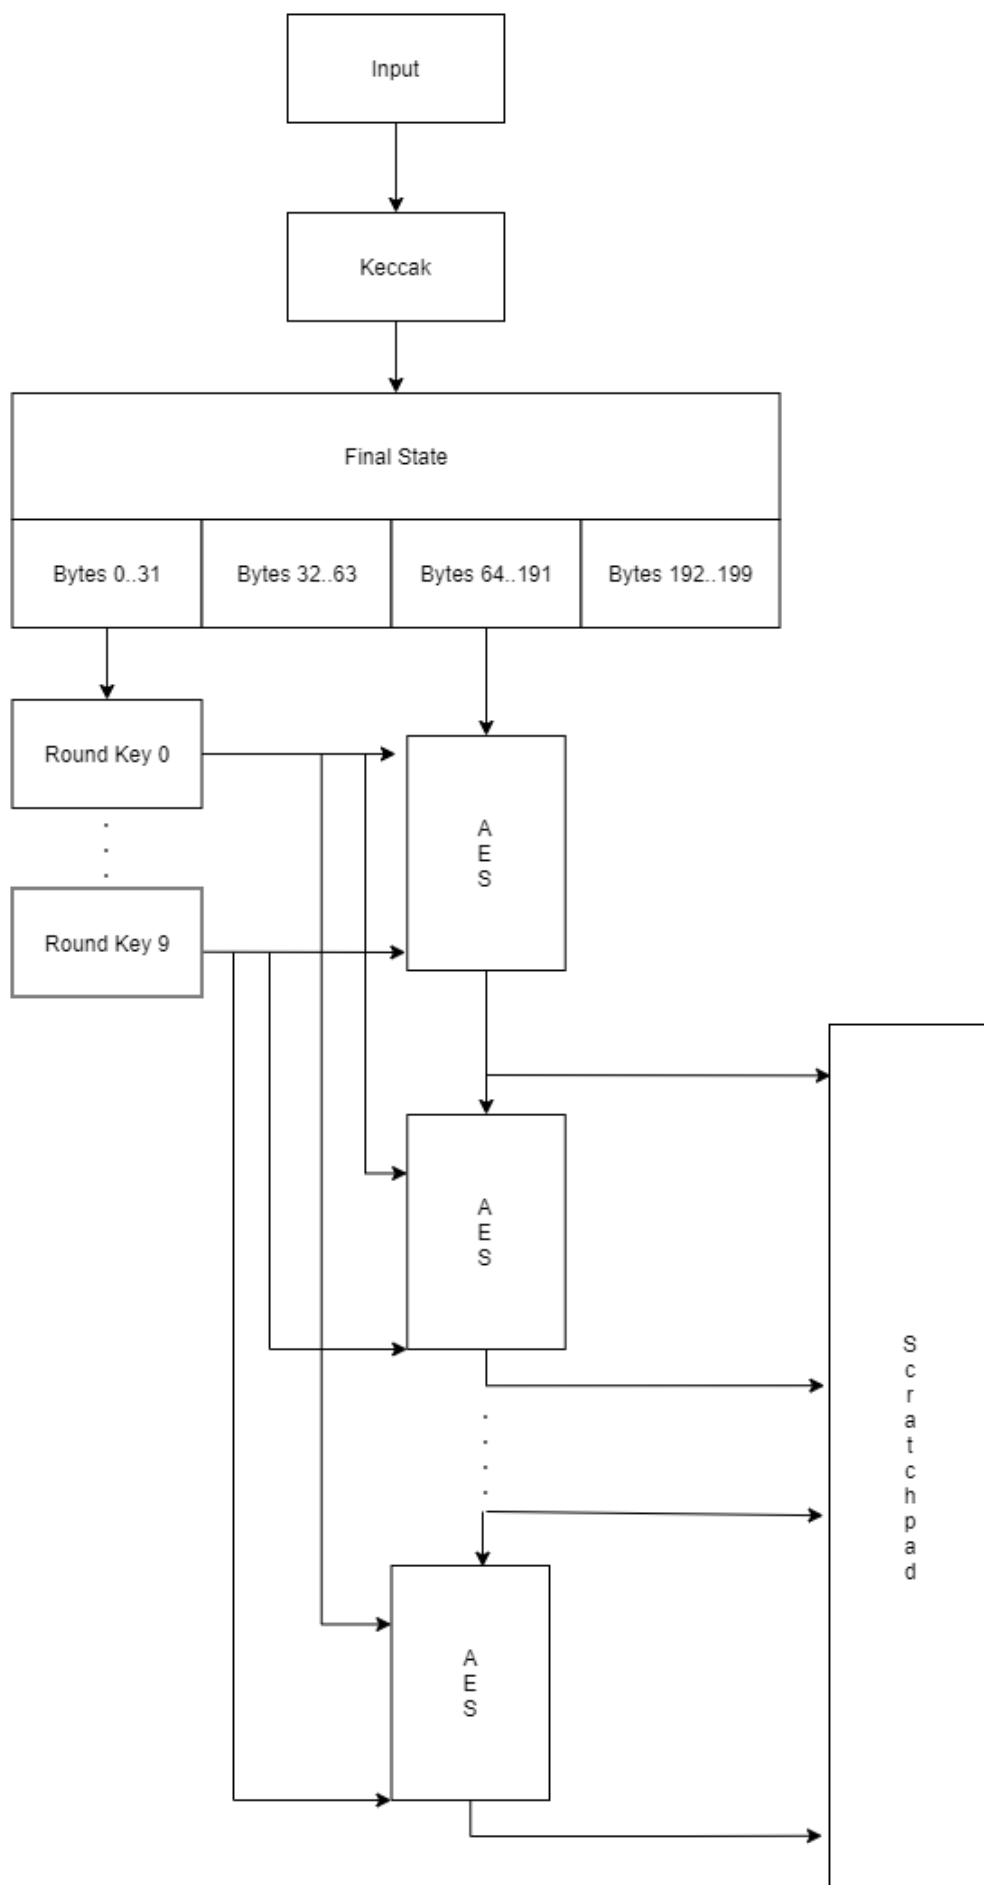 Input
Keccak
Final State
Bytes 0..31
Bytes 32..63
Bytes 64..191
Bytes 192..199
Round Key 0
A
E
S
Round Key 9
A
E
S
S
c
r
a
t
c
h
p
a
d
A
E
S